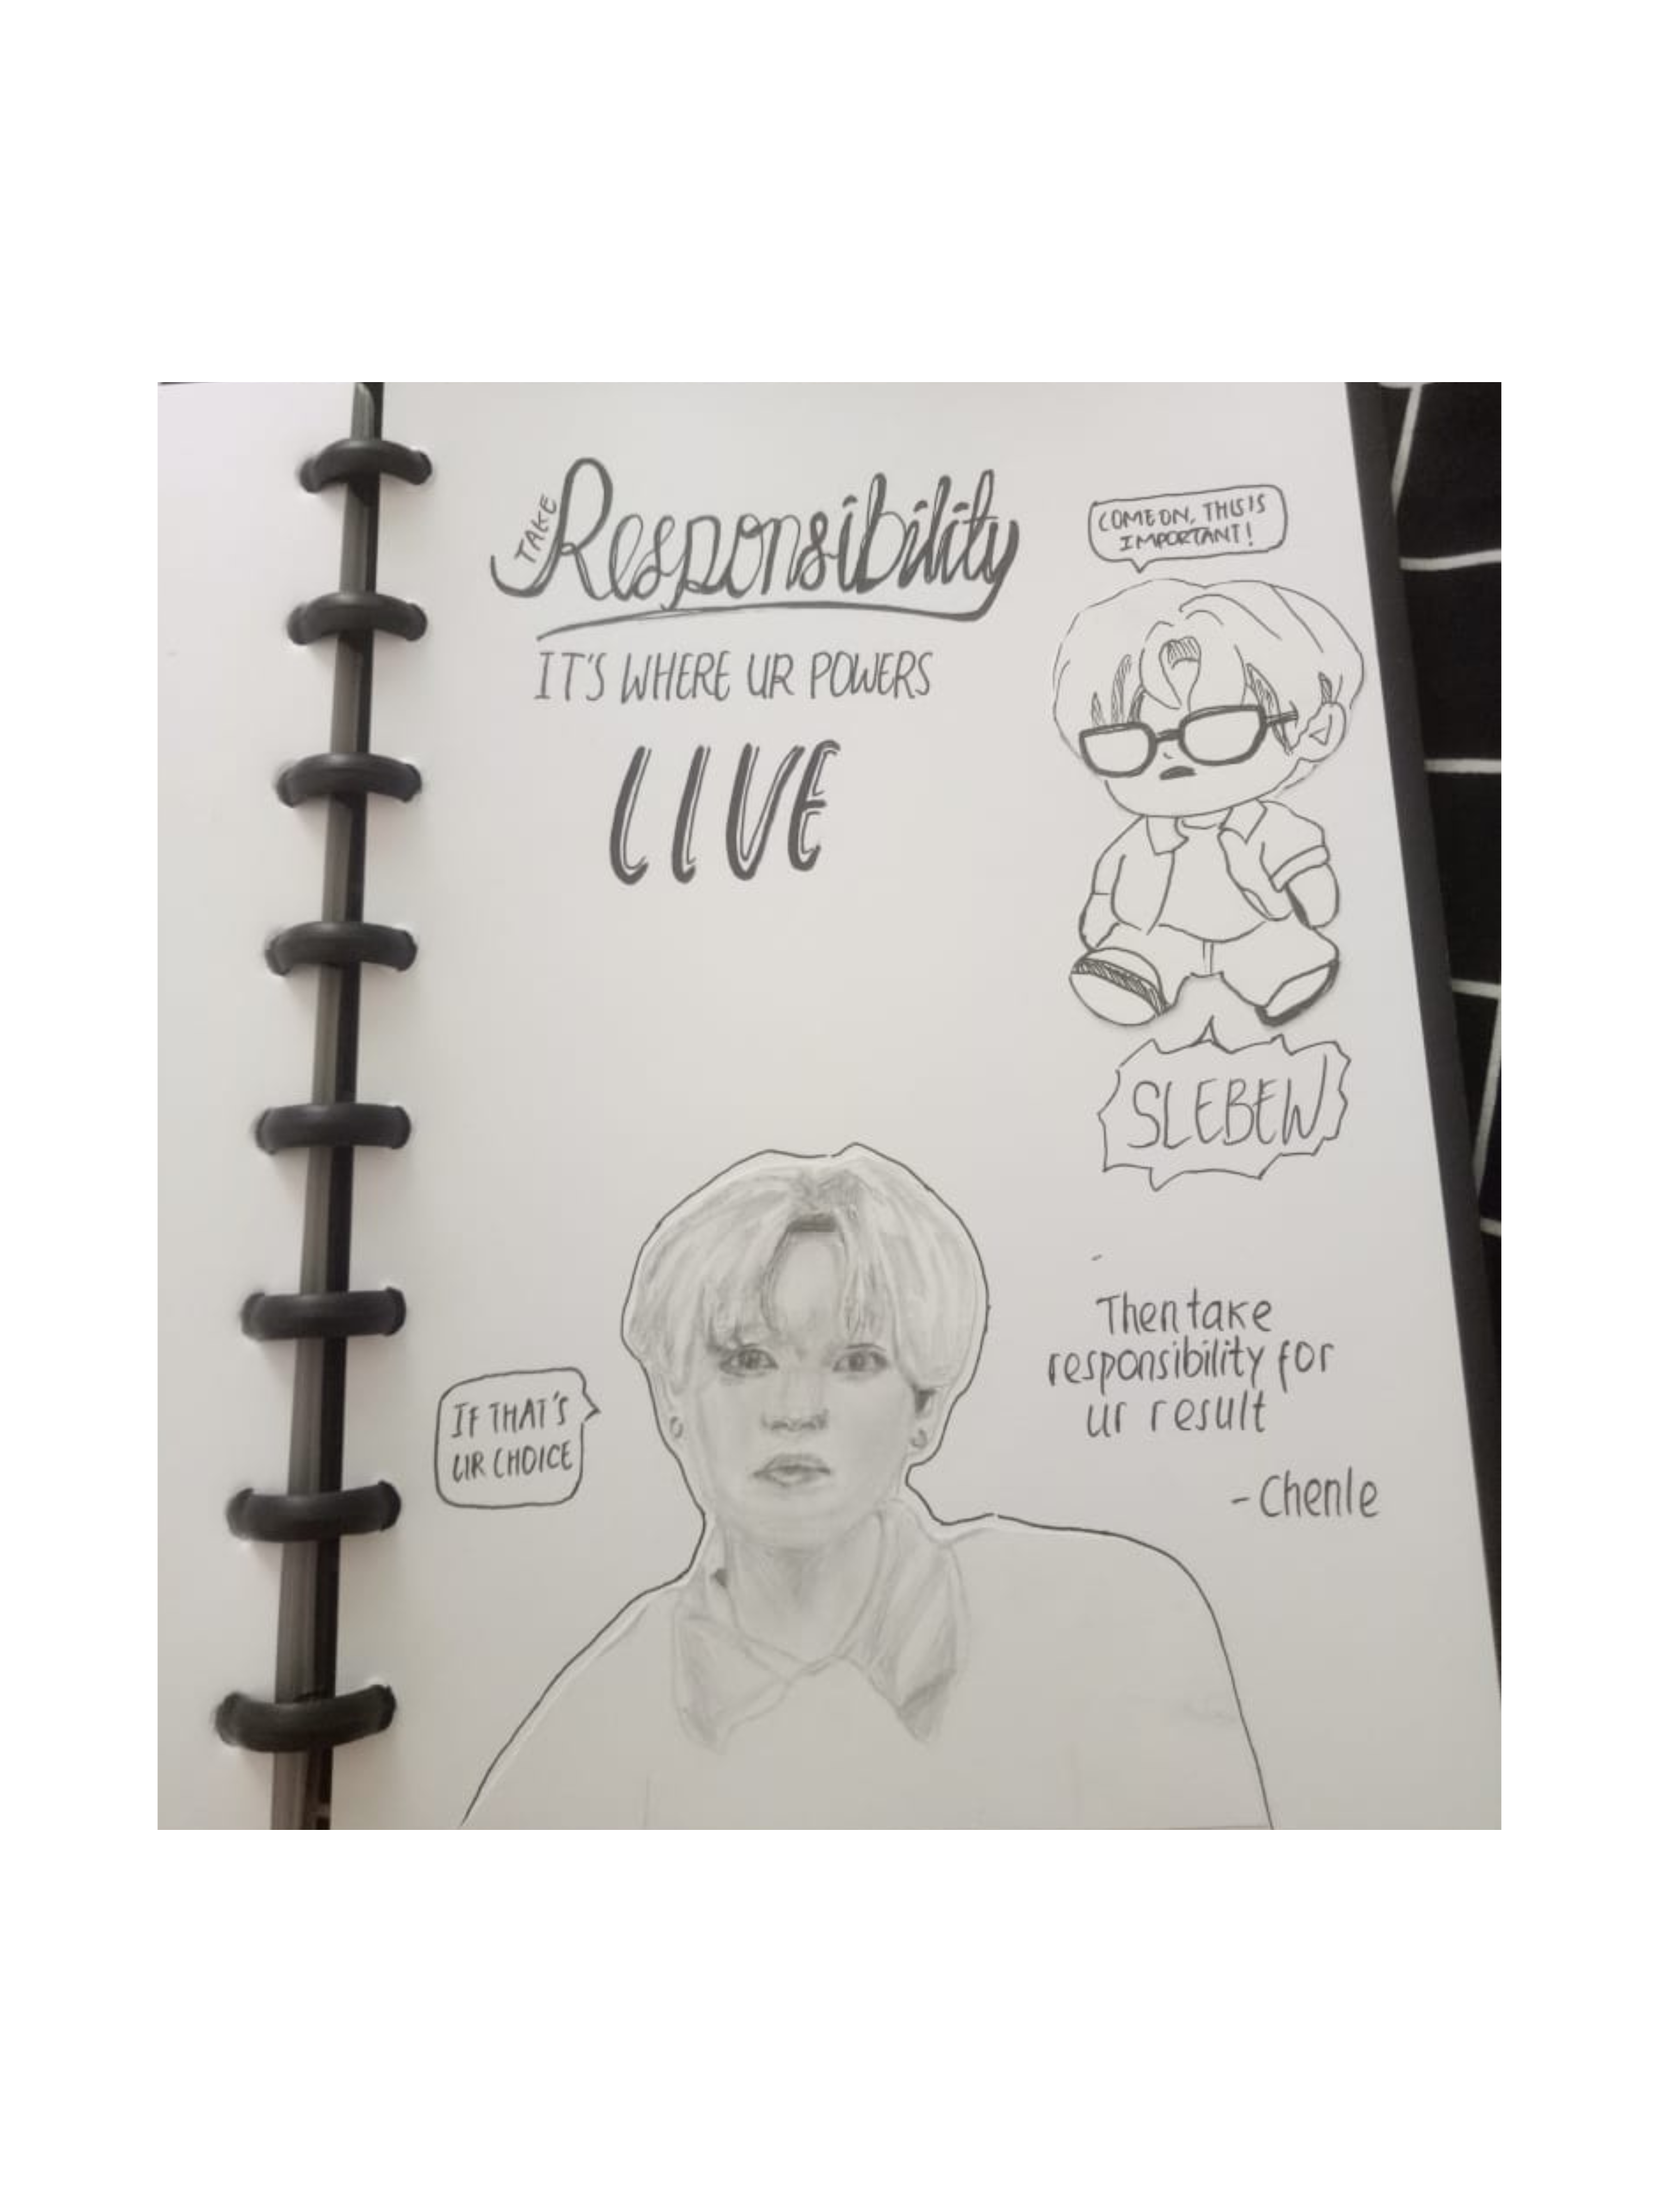 TAKE
Responsibility
IT'S WHERE UR POWERS
LIVE
COME ON, THIS IS
IMPORTANT!
SLEBEW
IF THAT'S
UR CHOICE
Then take
responsibility for
ur result
- Chenle